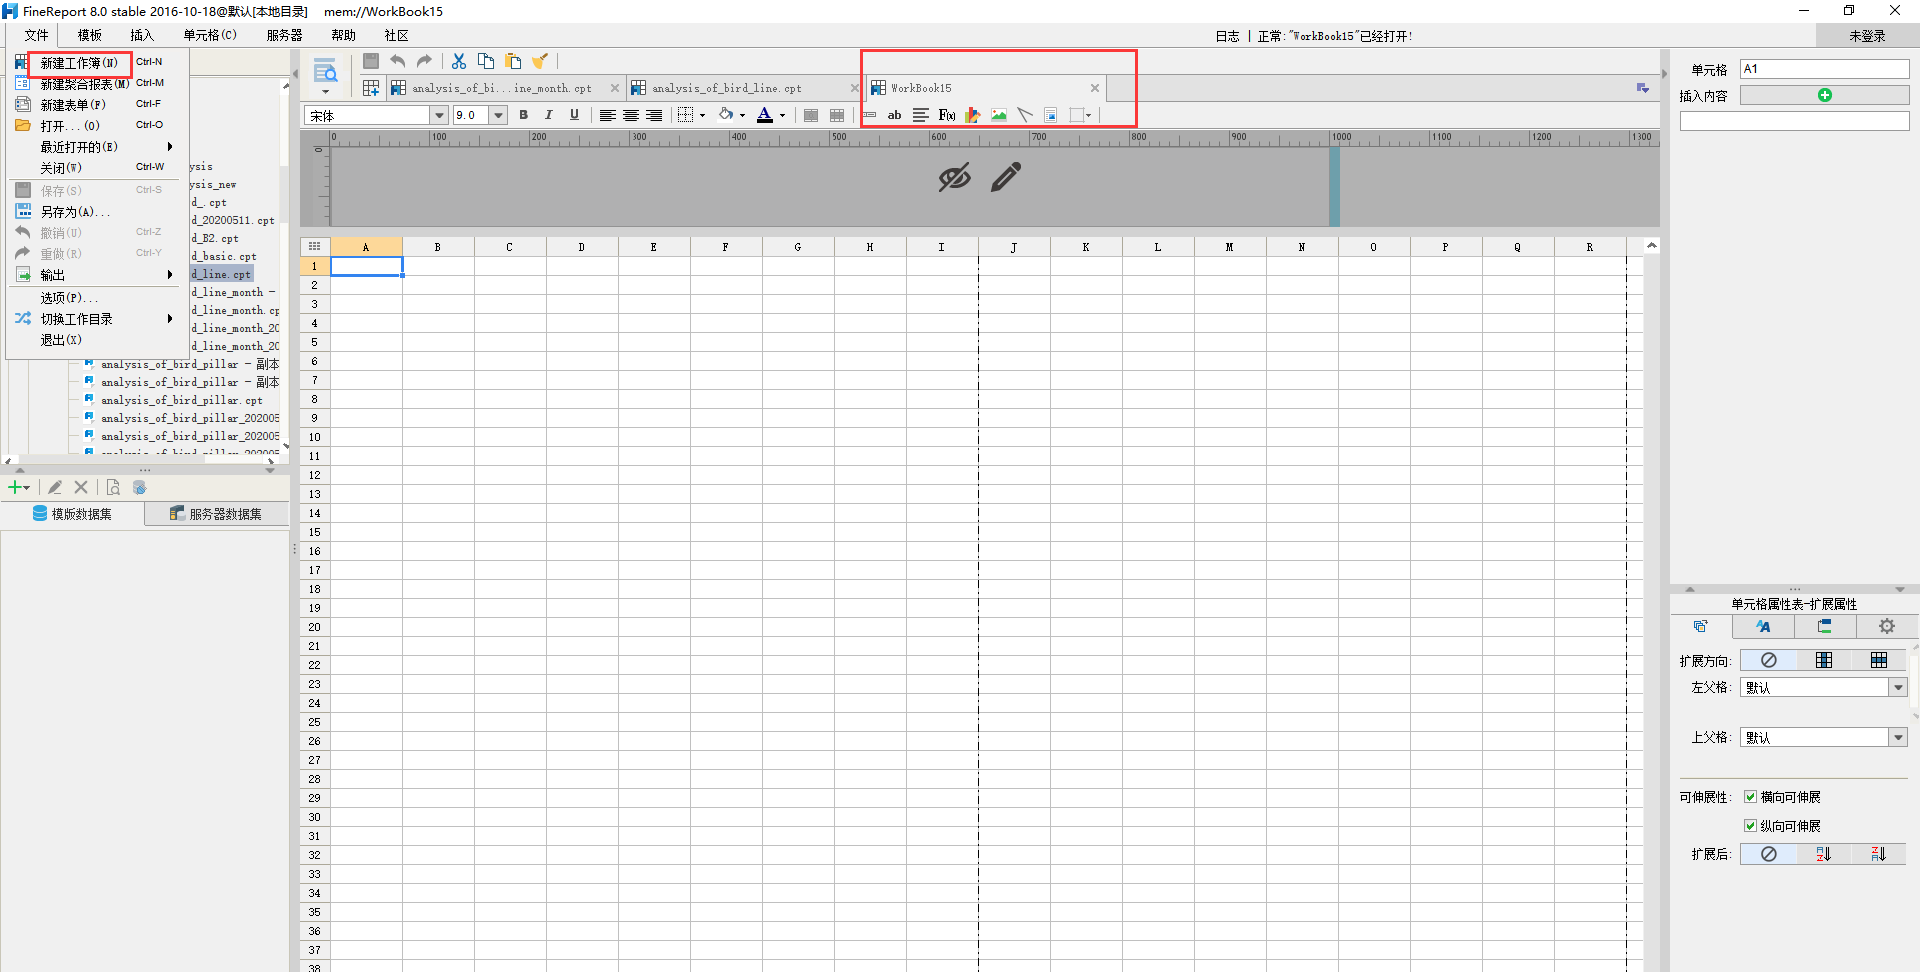 FineReport 8.0 stable 2016-10-18@默认[本地目录]    mem://WorkBook15
文件 模板 插入 单元格(C) 服务器 帮助 社区
日志 | 正常:"WorkBook15"已经打开!
未登录
新建工作簿(N) Ctrl-N
新建聚合报表(M) Ctrl-M
新建表单(F) Ctrl-F
打开...(O) Ctrl-O
最近打开的(E)
关闭(W) Ctrl-W
保存(S) Ctrl-S
另存为(A)...
撤销(U) Ctrl-Z
重做(R) Ctrl-Y
输出
选项(P)...
切换工作目录
退出(X)
ysis
ysis_new
d_.cpt
d_20200511.cpt
d_B2.cpt
d_basic.cpt
d_line.cpt
d_line_month -
d_line_month.cp
d_line_month_20
d_line_month_20
analysis_of_bird_pillar - 副本
analysis_of_bird_pillar - 副本
analysis_of_bird_pillar.cpt
analysis_of_bird_pillar_202005
analysis_of_bird_pillar_202005
analysis_of_bird_pillar_202005
模版数据集 服务器数据集
analysis_of_bi...ine_month.cpt
analysis_of_bird_line.cpt
WorkBook15
宋体 9.0 B I U A ab F(x)
0 100 200 300 400 500 600 700 800 900 1000 1100 1200 1300
0
A B C D E F G H I J K L M N O P Q R
1
2
3
4
5
6
7
8
9
10
11
12
13
14
15
16
17
18
19
20
21
22
23
24
25
26
27
28
29
30
31
32
33
34
35
36
37
38
单元格 A1
插入内容
单元格属性表-扩展属性
扩展方向:
左父格: 默认
上父格: 默认
可伸展性: 横向可伸展
纵向可伸展
扩展后: